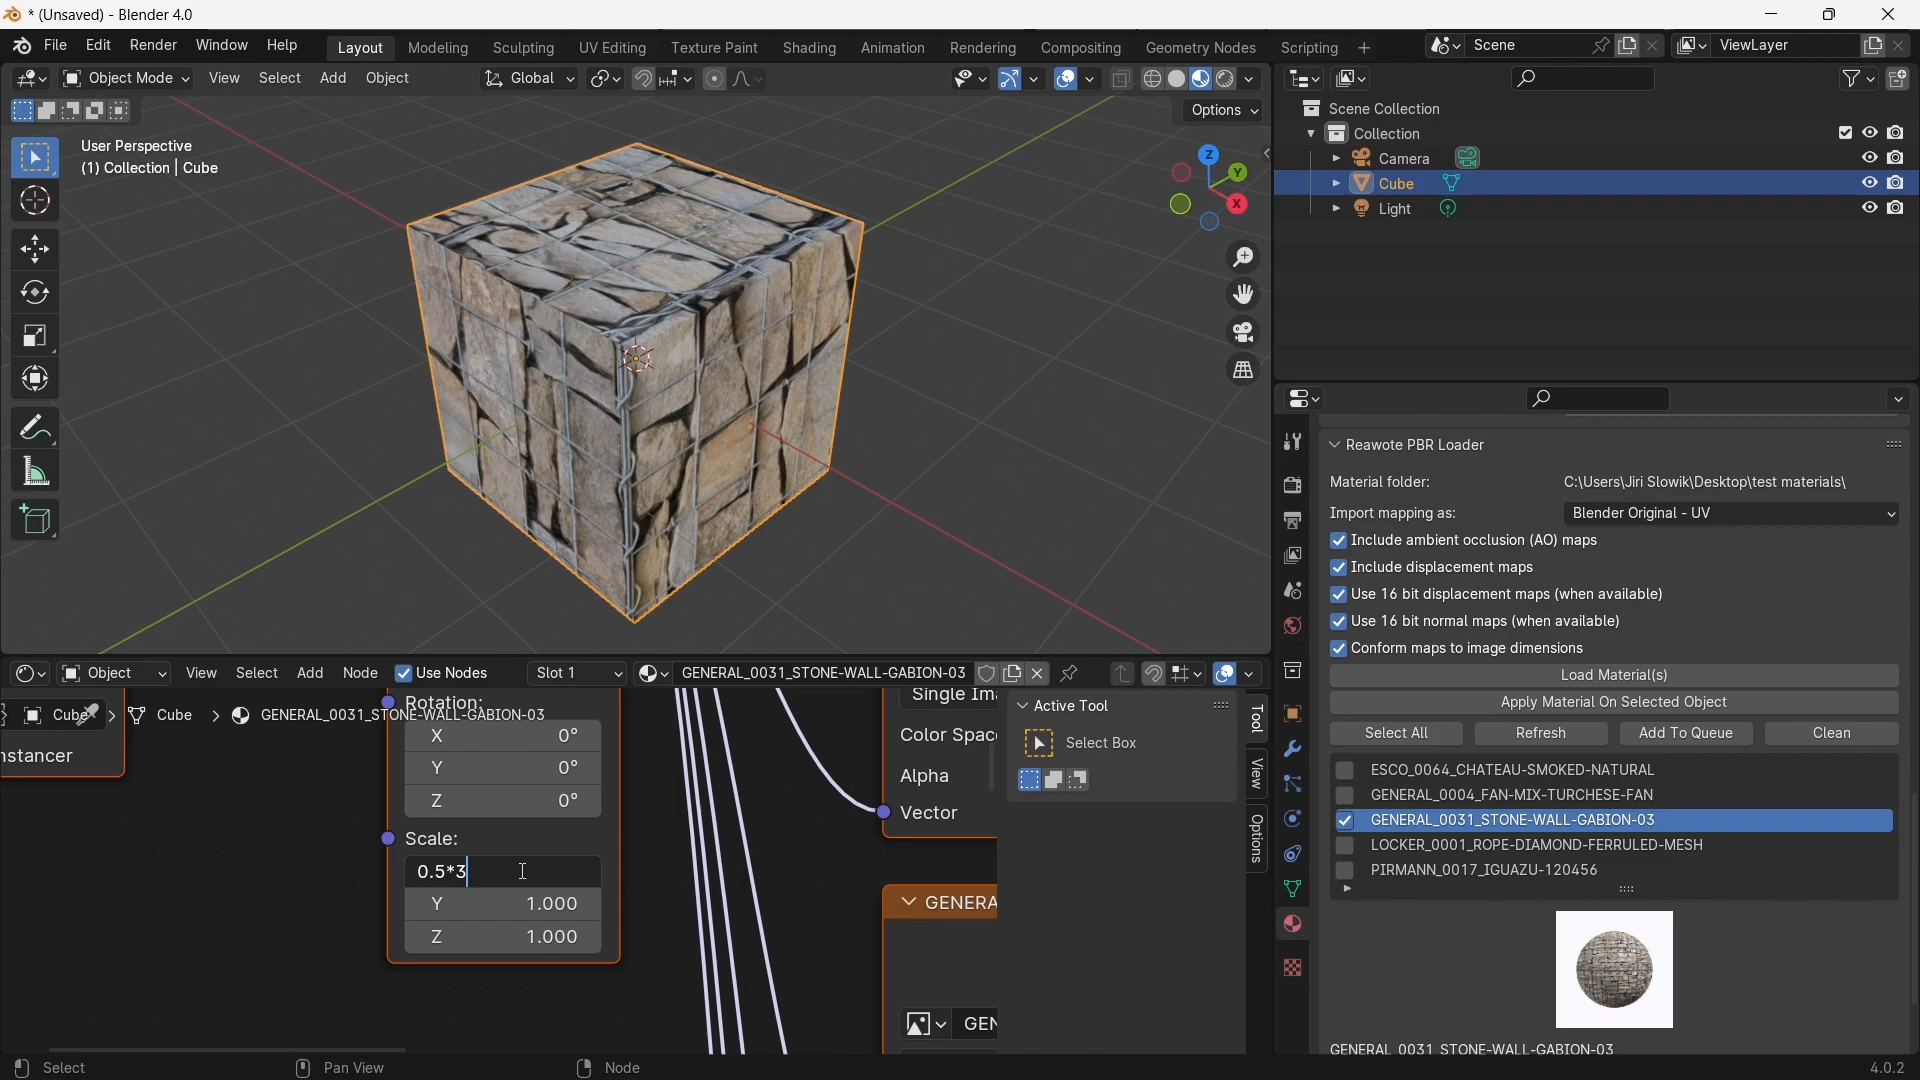 * (Unsaved) - Blender 4.0
File Edit Render Window Help Layout Modeling Sculpting UV Editing Texture Paint Shading Animation Rendering Compositing Geometry Nodes Scripting + Scene ViewLayer
Object Mode View Select Add Object Global
Options
User Perspective
(1) Collection | Cube
Z
Y
X
Scene Collection
Collection
Camera
Cube
Light
Reawote PBR Loader
Material folder: C:\Users\Jiri Slowik\Desktop\test materials\
Import mapping as: Blender Original - UV
Include ambient occlusion (AO) maps
Include displacement maps
Use 16 bit displacement maps (when available)
Use 16 bit normal maps (when available)
Conform maps to image dimensions
Load Material(s)
Apply Material On Selected Object
Select All Refresh Add To Queue Clean
ESCO_0064_CHATEAU-SMOKED-NATURAL
GENERAL_0004_FAN-MIX-TURCHESE-FAN
GENERAL_0031_STONE-WALL-GABION-03
LOCKER_0001_ROPE-DIAMOND-FERRULED-MESH
PIRMANN_0017_IGUAZU-120456
GENERAL_0031_STONE-WALL-GABION-03
Object View Select Add Node Use Nodes Slot 1 GENERAL_0031_STONE-WALL-GABION-03
Cube > Cube > GENERAL_0031_STONE-WALL-GABION-03
nstancer
Rotation:
X 0°
Y 0°
Z 0°
Scale:
0.5*3
Y 1.000
Z 1.000
Single Ima
Color Spac
Alpha
Vector
GENERA
GEN
Active Tool
Select Box
Tool
View
Options
Select Pan View Node 4.0.2